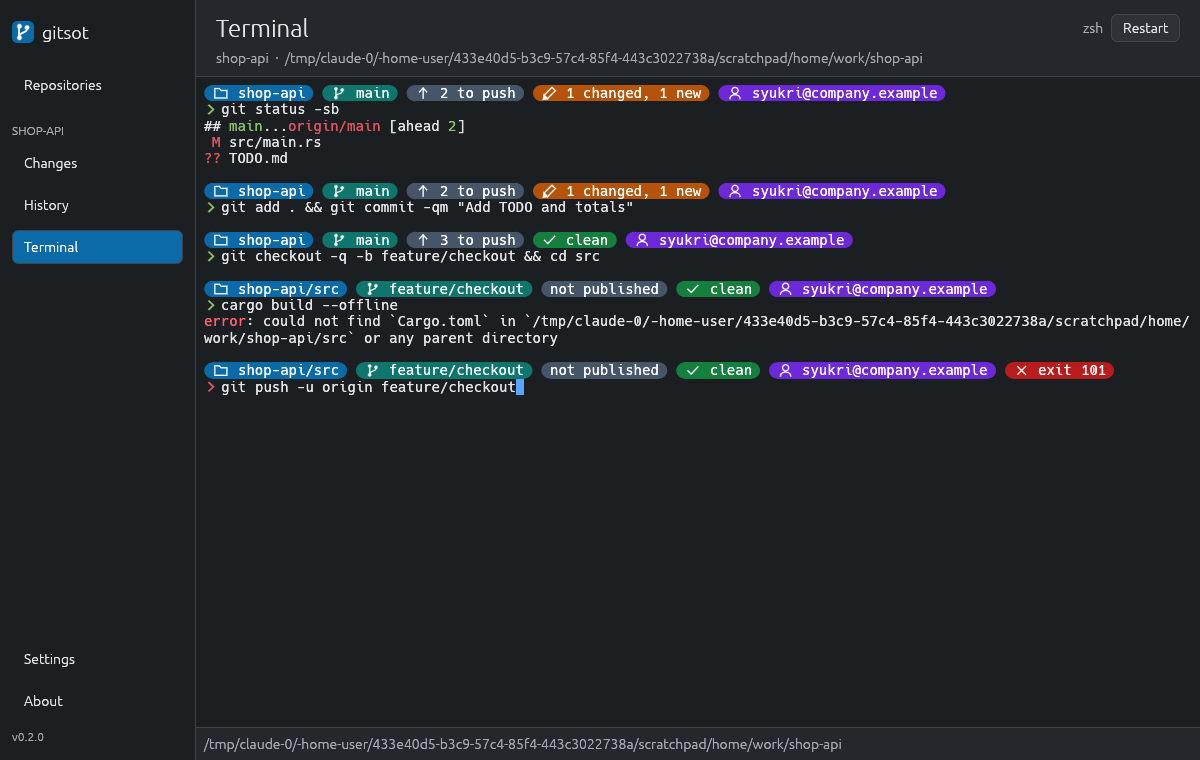 gitsot
Repositories
SHOP-API
Changes
History
Terminal
Settings
About
v0.2.0
Terminal
shop-api · /tmp/claude-0/-home-user/433e40d5-b3c9-57c4-85f4-443c3022738a/scratchpad/home/work/shop-api
zsh
Restart
shop-api main ↑ 2 to push 1 changed, 1 new syukri@company.example
> git status -sb
## main...origin/main [ahead 2]
M src/main.rs
?? TODO.md
shop-api main ↑ 2 to push 1 changed, 1 new syukri@company.example
> git add . && git commit -qm "Add TODO and totals"
shop-api main ↑ 3 to push ✓ clean syukri@company.example
> git checkout -q -b feature/checkout && cd src
shop-api/src feature/checkout not published ✓ clean syukri@company.example
> cargo build --offline
error: could not find `Cargo.toml` in `/tmp/claude-0/-home-user/433e40d5-b3c9-57c4-85f4-443c3022738a/scratchpad/home/
work/shop-api/src` or any parent directory
shop-api/src feature/checkout not published ✓ clean syukri@company.example × exit 101
> git push -u origin feature/checkout
/tmp/claude-0/-home-user/433e40d5-b3c9-57c4-85f4-443c3022738a/scratchpad/home/work/shop-api